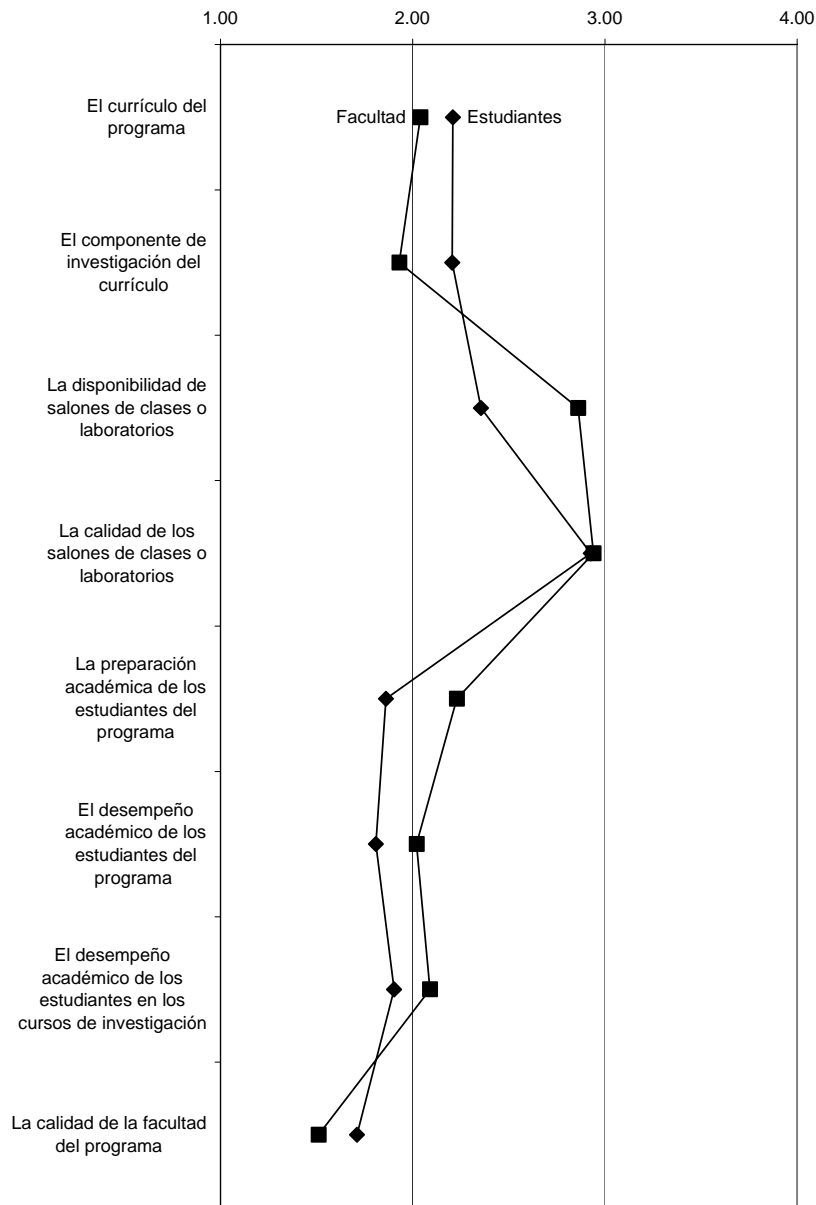 1.00 2.00 3.00 4.00
El currículo del
programa
Facultad Estudiantes
El componente de
investigación del
currículo
La disponibilidad de
salones de clases o
laboratorios
La calidad de los
salones de clases o
laboratorios
La preparación
académica de los
estudiantes del
programa
El desempeño
académico de los
estudiantes del
programa
El desempeño
académico de los
estudiantes en los
cursos de investigación
La calidad de la facultad
del programa